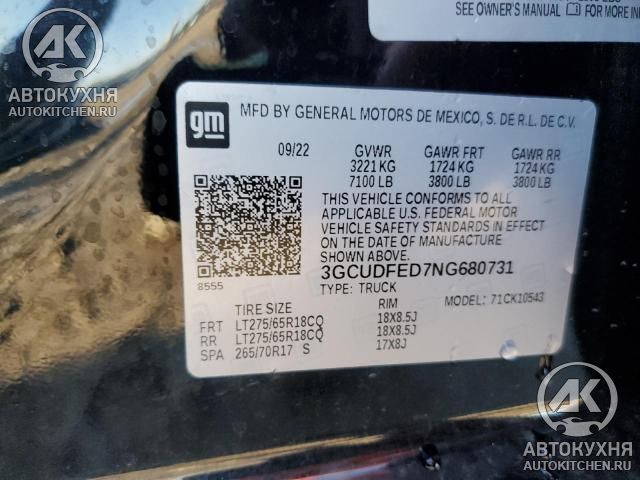 SEE OWNER'S MANUAL FOR MORE
AK
АВТОКУХНЯ
AUTOKITCHEN.RU
gm
MFD BY GENERAL MOTORS DE MEXICO, S. DE R.L. DE C.V.
09/22 GVWR GAWR FRT GAWR RR
3221 KG 1724 KG 1724 KG
7100 LB 3800 LB 3800 LB
THIS VEHICLE CONFORMS TO ALL
APPLICABLE U.S. FEDERAL MOTOR
VEHICLE SAFETY STANDARDS IN EFFECT
ON THE DATE OF MANUFACTURE
SHOWN ABOVE.
3GCUDFED7NG680731
8555
TYPE: TRUCK MODEL: 71CK10543
TIRE SIZE RIM
FRT LT275/65R18CQ 18X8.5J
RR LT275/65R18CQ 18X8.5J
SPA 265/70R17 S 17X8J
AK
АВТОКУХНЯ
AUTOKITCHEN.RU